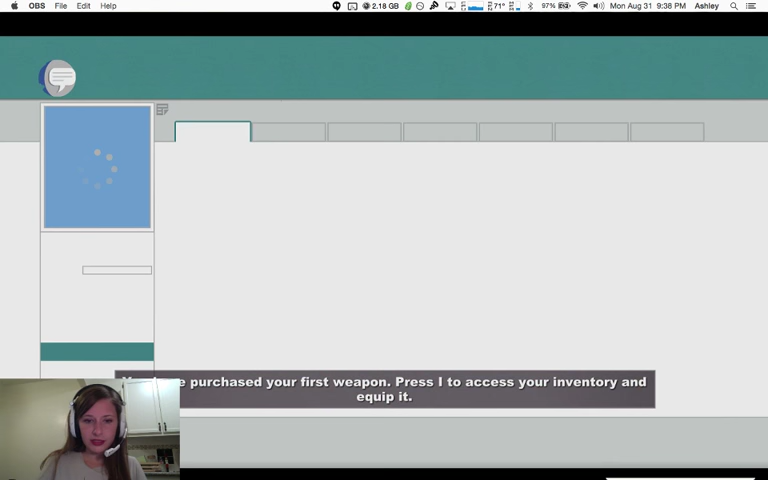 OBS File Edit Help 2.18 GB 71° 97% Mon Aug 31 9:38 PM Ashley
purchased your first weapon. Press I to access your inventory and
equip it.